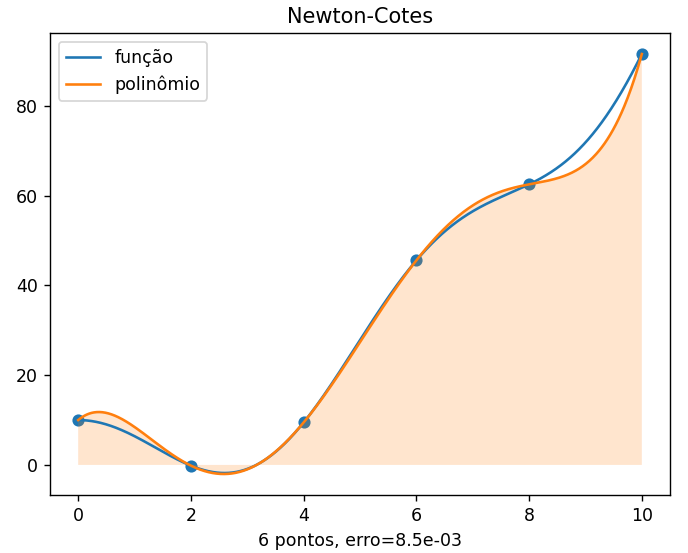 Newton-Cotes
função
polinômio
80
60
40
20
0
0 2 4 6 8 10
6 pontos, erro=8.5e-03